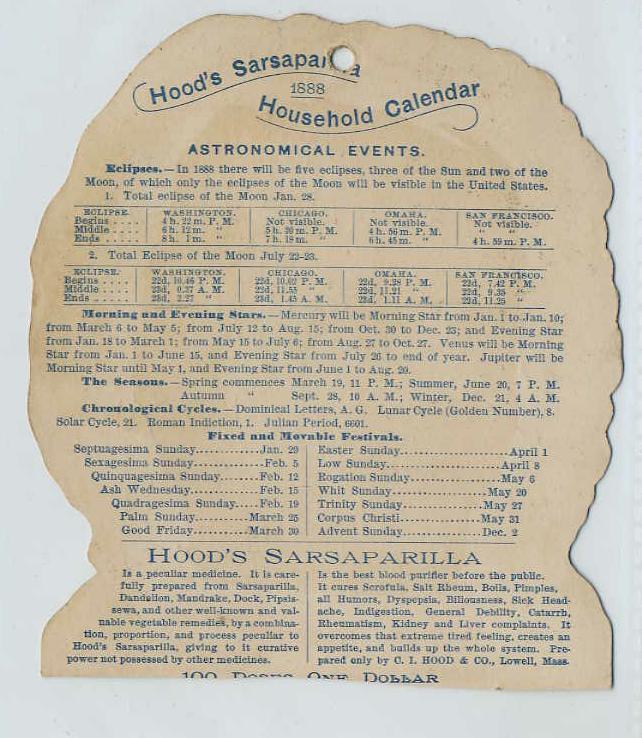 Hood's Sarsaparilla
1888
Household Calendar
ASTRONOMICAL EVENTS.
Eclipses.—In 1888 there will be five eclipses, three of the Sun and two of the
Moon, of which only the eclipses of the Moon will be visible in the United States.
1. Total eclipse of the Moon Jan. 28.
ECLIPSE. WASHINGTON. CHICAGO. OMAHA. SAN FRANCISCO.
Begins .... 4 h. 22 m. P. M. Not visible. Not visible. Not visible.
Middle .... 6 h. 12 m. " 5 h. 20 m. P. M. 4 h. 56 m. P. M. " "
Ends ..... 8 h. 1 m. " 7 h. 18 m. " 6 h. 45 m. " 4 h. 59 m. P. M.
2. Total Eclipse of the Moon July 22-23.
ECLIPSE. WASHINGTON. CHICAGO. OMAHA. SAN FRANCISCO.
Begins .... 22d, 10.46 P. M. 22d, 10.02 P. M. 22d, 9.28 P. M. 22d, 7.42 P. M.
Middle .... 23d, 0.37 A. M. 22d, 11.55 " 22d, 11.21 " 22d, 9.35 "
Ends ..... 23d, 2.27 " 23d, 1.45 A. M. 23d, 1.11 A. M. 22d, 11.29 "
Morning and Evening Stars.—Mercury will be Morning Star from Jan. 1 to Jan. 10;
from March 6 to May 5; from July 12 to Aug. 15; from Oct. 30 to Dec. 23; and Evening Star
from Jan. 18 to March 1; from May 15 to July 6; from Aug. 27 to Oct. 27. Venus will be Morning
Star from Jan. 1 to June 15, and Evening Star from July 26 to end of year. Jupiter will be
Morning Star until May 1, and Evening Star from June 1 to Aug. 20.
The Seasons.—Spring commences March 19, 11 P. M.; Summer, June 20, 7 P. M.
Autumn " Sept. 28, 10 A. M.; Winter, Dec. 21, 4 A. M.
Chronological Cycles.—Dominical Letters, A. G. Lunar Cycle (Golden Number), 8.
Solar Cycle, 21. Roman Indiction, 1. Julian Period, 6601.
Fixed and Movable Festivals.
Septuagesima Sunday..........Jan. 29
Sexagesima Sunday............Feb. 5
Quinquagesima Sunday.......Feb. 12
Ash Wednesday.........Feb. 15
Quadragesima Sunday....Feb. 19
Palm Sunday........March 25
Good Friday........March 30
Easter Sunday....................April 1
Low Sunday.....................April 8
Rogation Sunday...............May 6
Whit Sunday..................May 20
Trinity Sunday..............May 27
Corpus Christi..............May 31
Advent Sunday..............Dec. 2
HOOD'S SARSAPARILLA
Is a peculiar medicine. It is care-
fully prepared from Sarsaparilla,
Dandelion, Mandrake, Dock, Pipsis-
sewa, and other well-known and val-
uable vegetable remedies, by a combina-
tion, proportion, and process peculiar to
Hood's Sarsaparilla, giving to it curative
power not possessed by other medicines.
Is the best blood purifier before the public.
It cures Scrofula, Salt Rheum, Boils, Pimples,
all Humors, Dyspepsia, Biliousness, Sick Head-
ache, Indigestion, General Debility, Catarrh,
Rheumatism, Kidney and Liver complaints. It
overcomes that extreme tired feeling, creates an
appetite, and builds up the whole system. Pre-
pared only by C. I. HOOD & CO., Lowell, Mass.
100 DOSES ONE DOLLAR